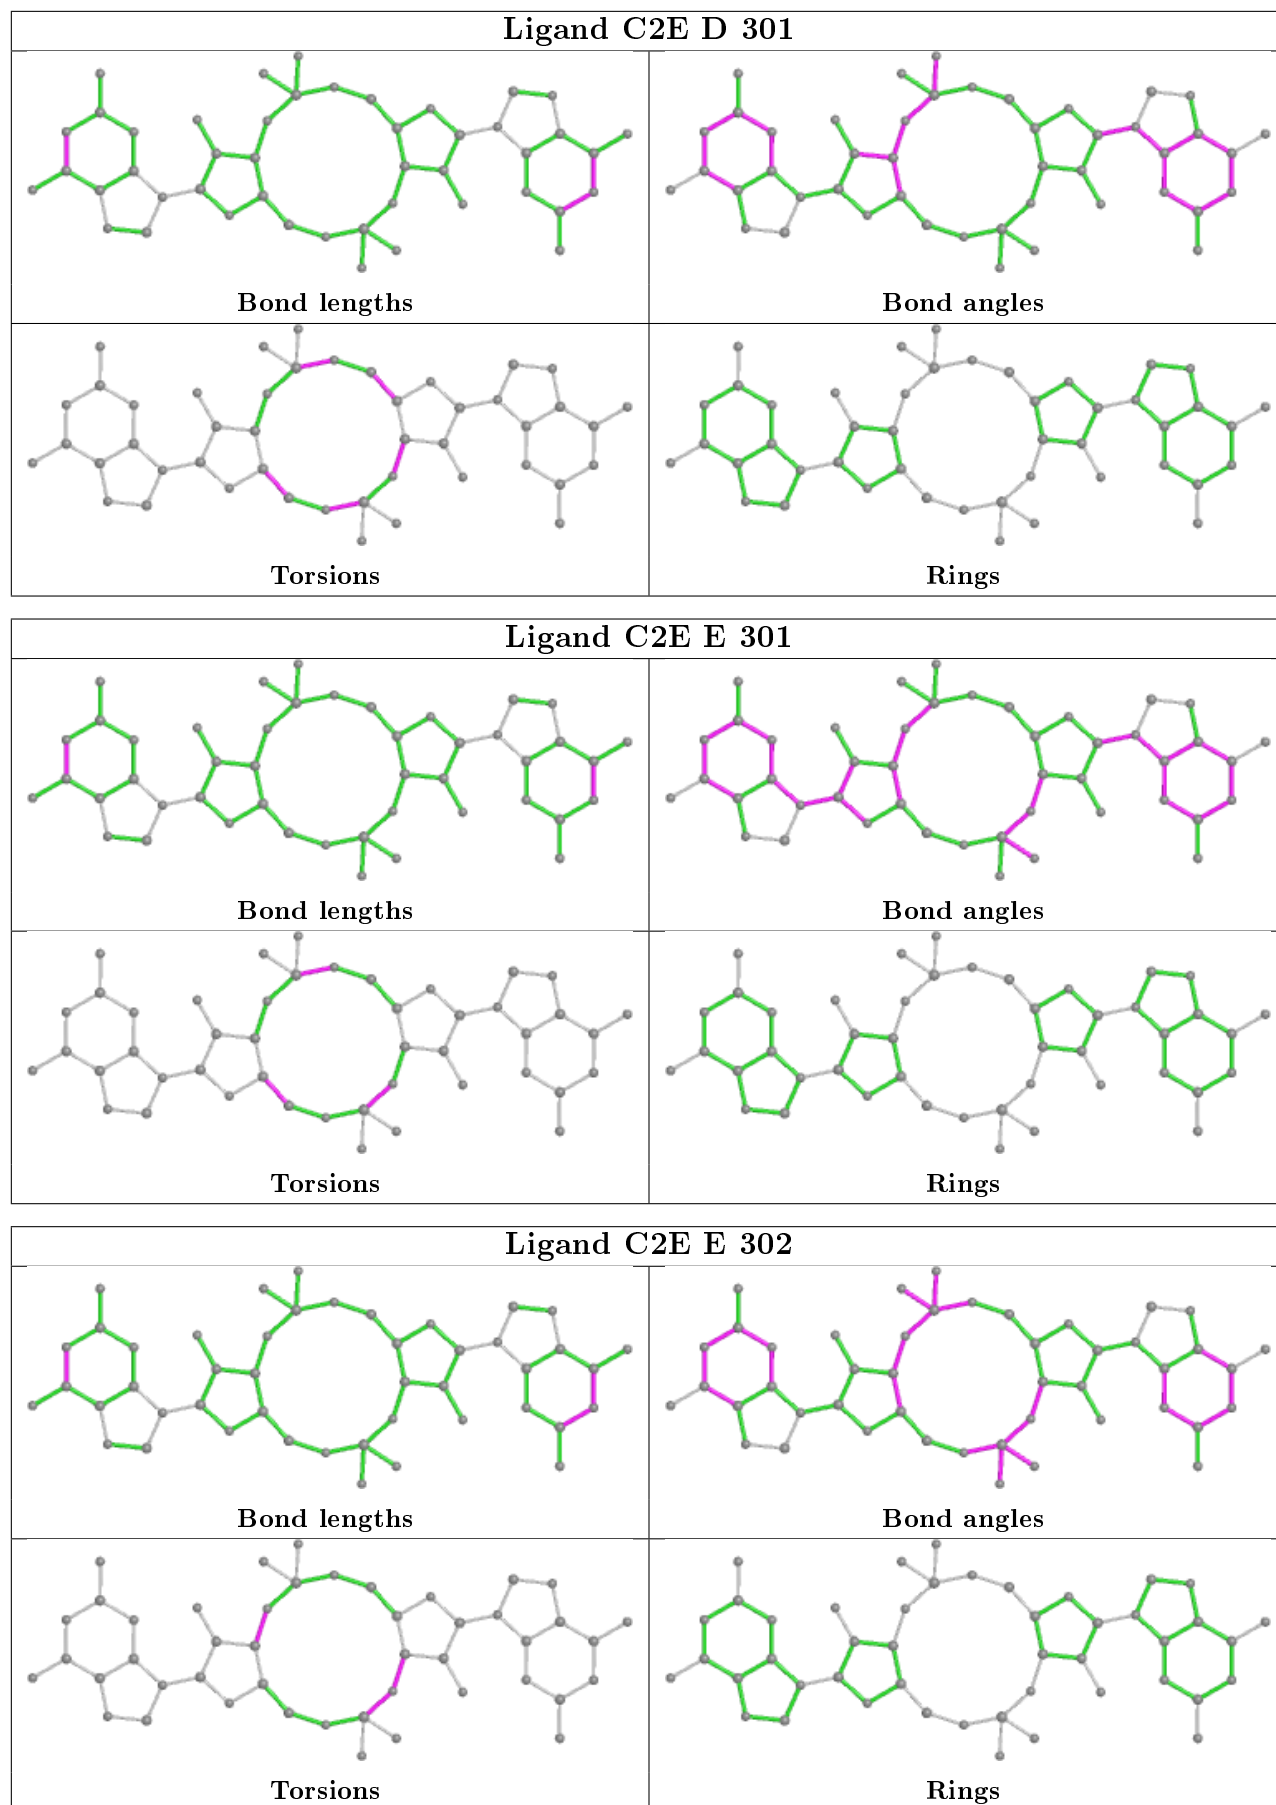 Ligand C2E D 301
Bond lengths
Bond angles
Torsions
Rings
Ligand C2E E 301
Bond lengths
Bond angles
Torsions
Rings
Ligand C2E E 302
Bond lengths
Bond angles
Torsions
Rings